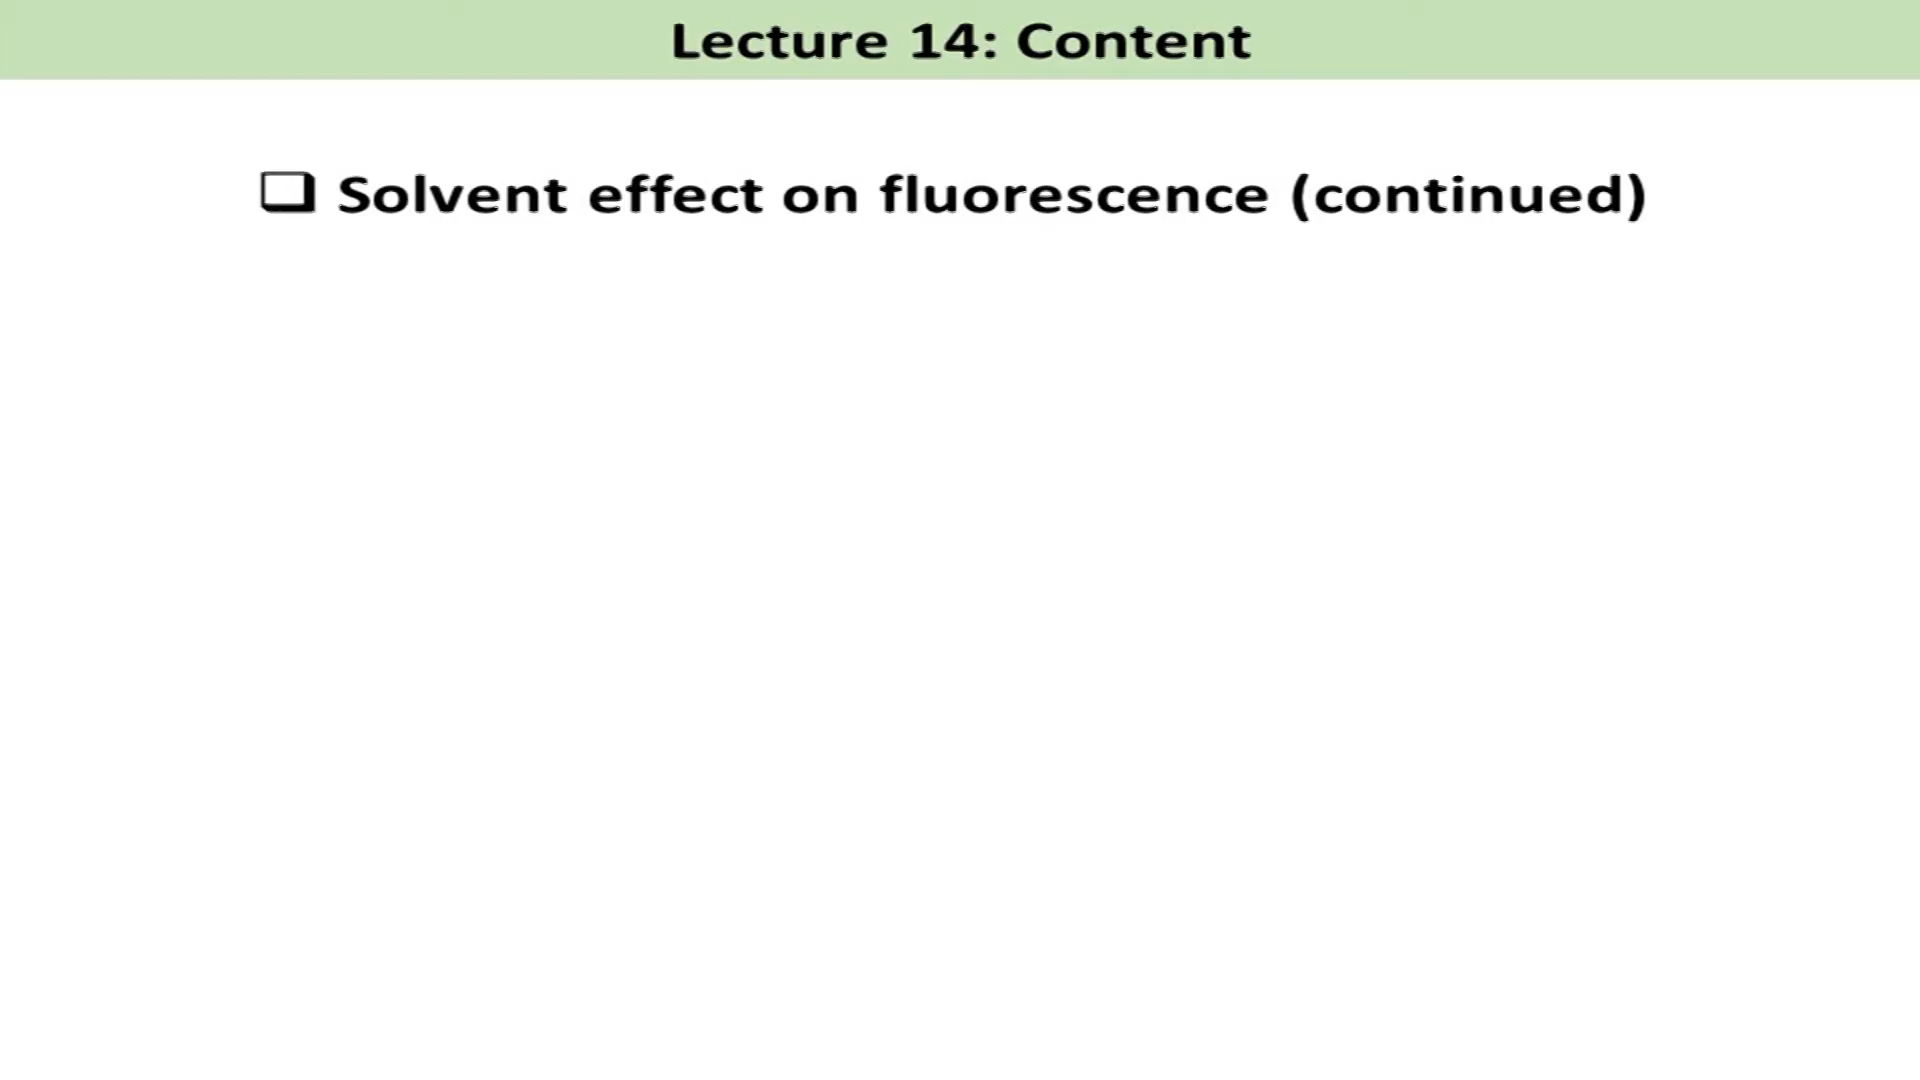 Lecture 14: Content
❑ Solvent effect on fluorescence (continued)